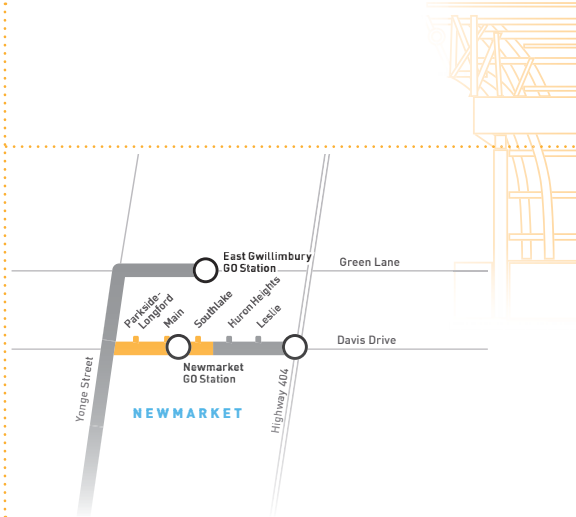 East Gwillimbury
GO Station
Green Lane
Parkside-
Longford
Main
Southlake
Huron Heights
Leslie
Davis Drive
Newmarket
GO Station
Yonge Street
Highway 404
NEWMARKET